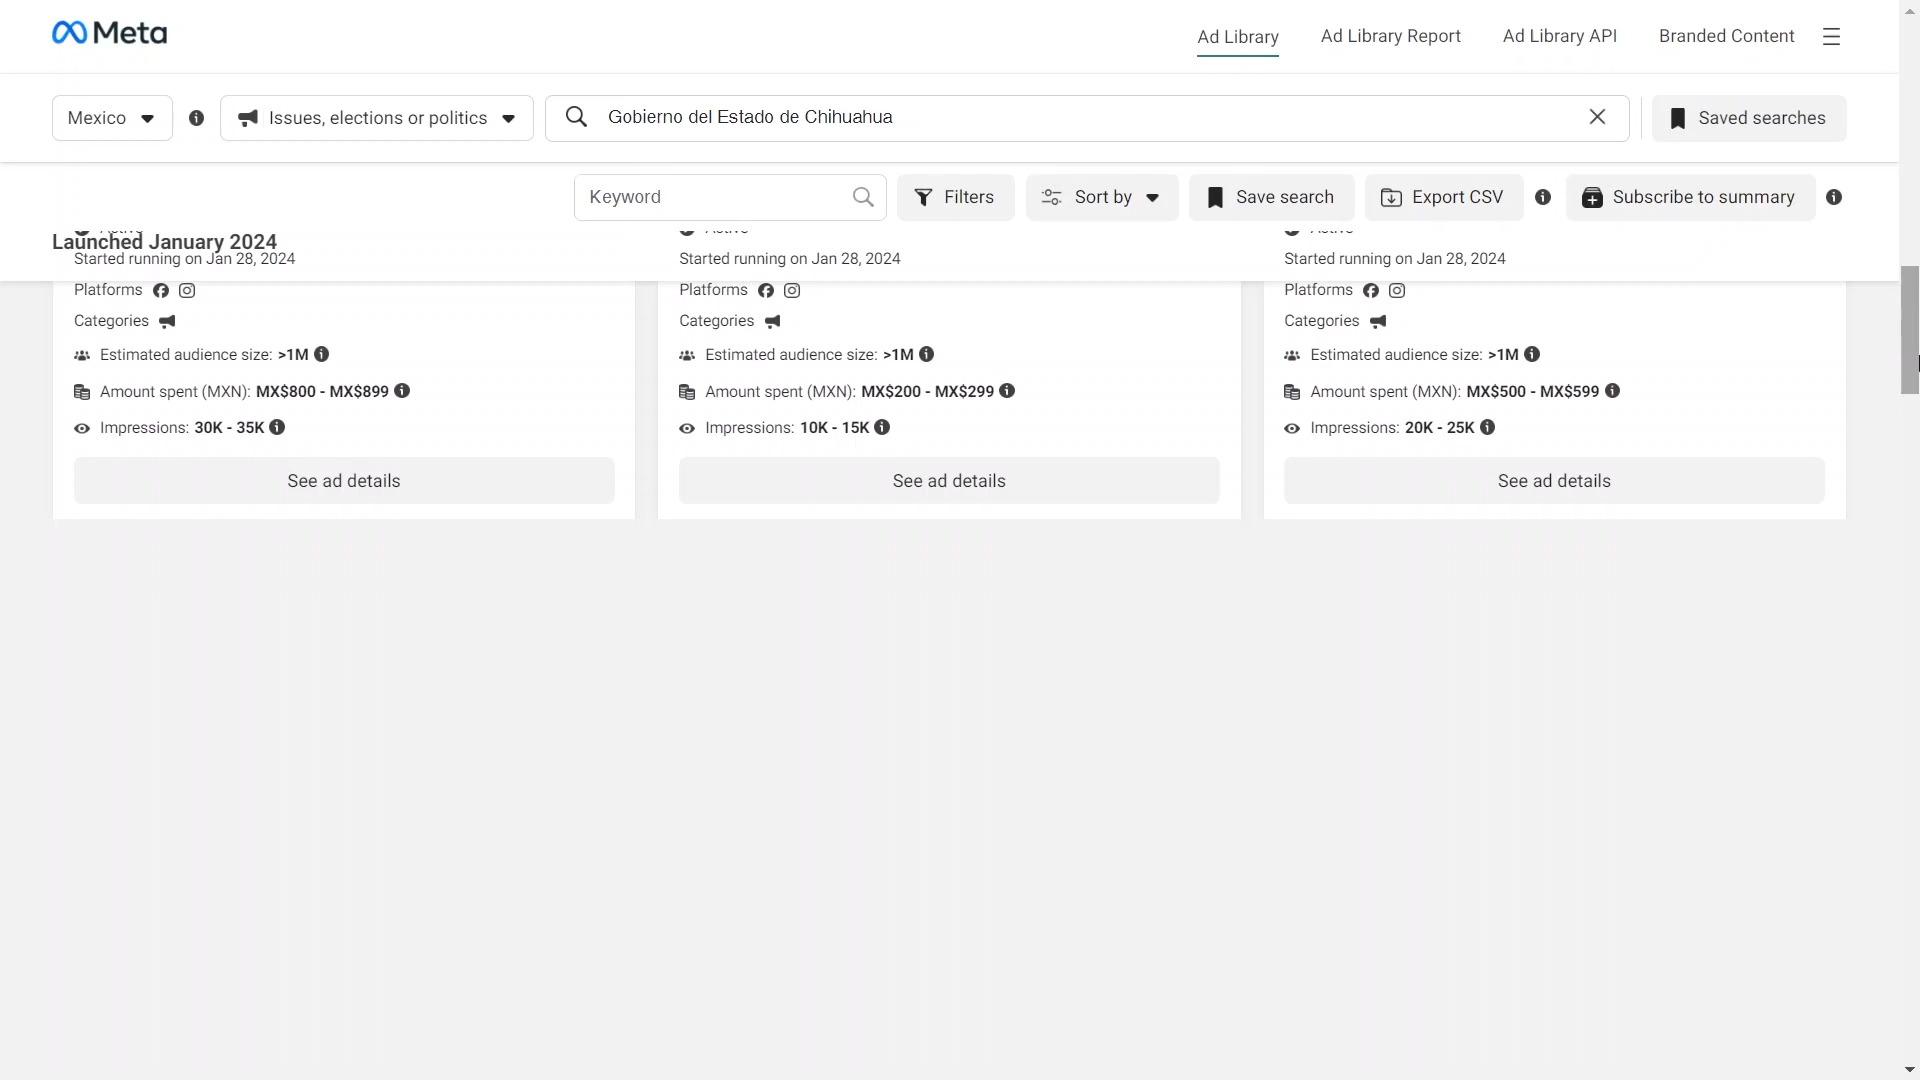 Meta
Ad Library
Ad Library Report
Ad Library API
Branded Content
Mexico
Issues, elections or politics
Gobierno del Estado de Chihuahua
Saved searches
Keyword
Filters
Sort by
Save search
Export CSV
Subscribe to summary
Launched January 2024
Active
Started running on Jan 28, 2024
Platforms
Categories
Estimated audience size: >1M
Amount spent (MXN): MX$800 - MX$899
Impressions: 30K - 35K
See ad details
Active
Started running on Jan 28, 2024
Platforms
Categories
Estimated audience size: >1M
Amount spent (MXN): MX$200 - MX$299
Impressions: 10K - 15K
See ad details
Active
Started running on Jan 28, 2024
Platforms
Categories
Estimated audience size: >1M
Amount spent (MXN): MX$500 - MX$599
Impressions: 20K - 25K
See ad details